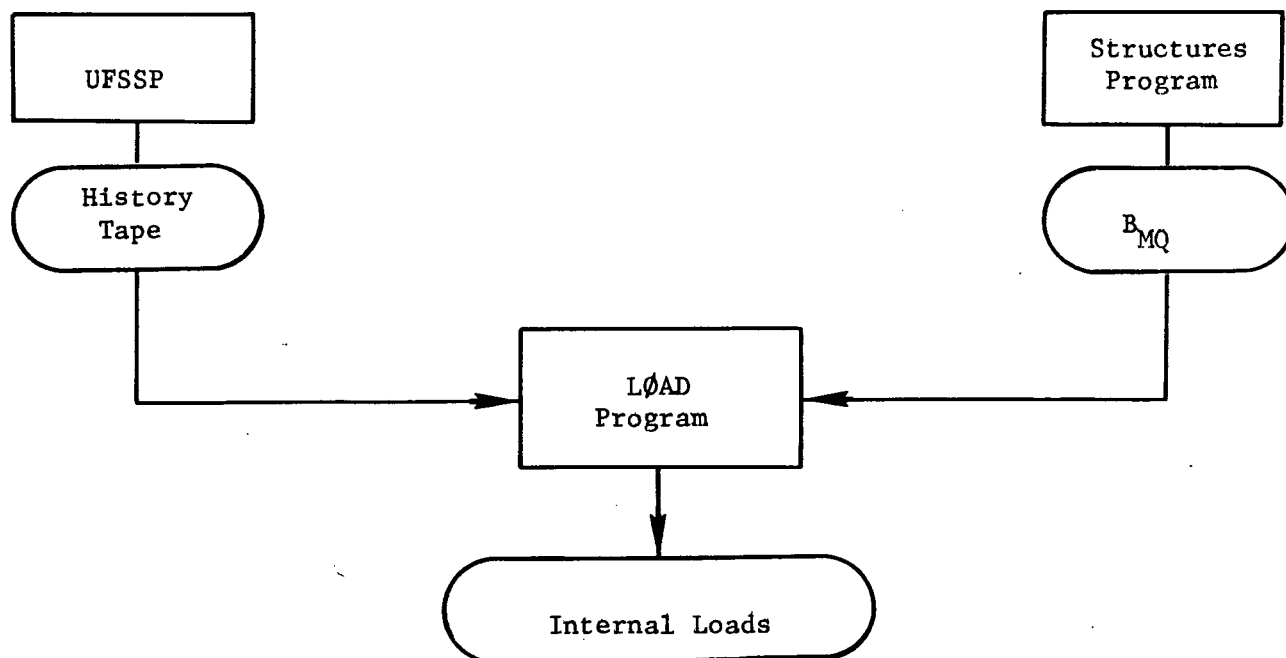 UFSSP
Structures
Program
History
Tape
B_MQ
LØAD
Program
Internal Loads